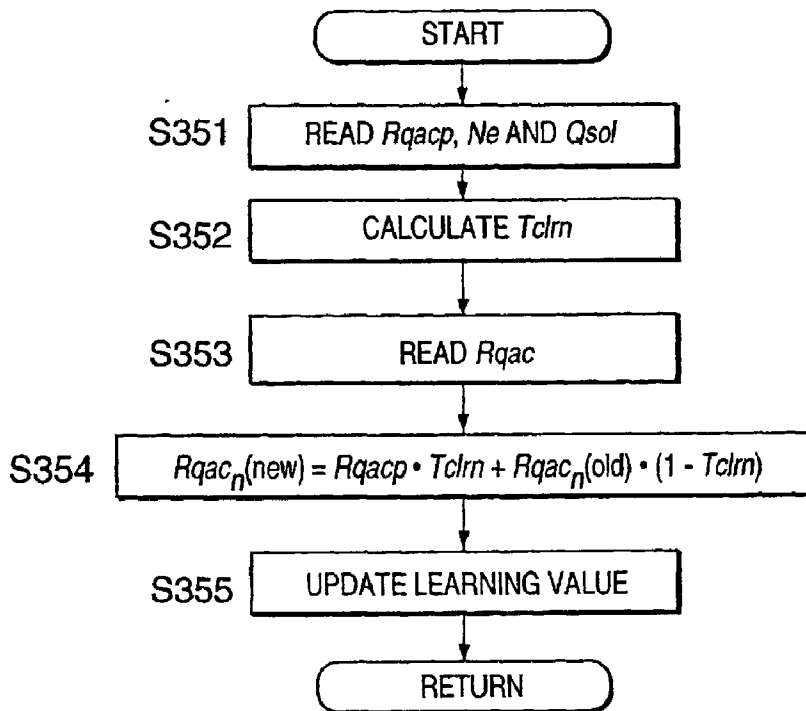 START
S351 READ Rqacp, Ne AND Qsol
S352 CALCULATE Tclrn
S353 READ Rqac
S354 Rqacn(new) = Rqacp • Tclrn + Rqacn(old) • (1 - Tclrn)
S355 UPDATE LEARNING VALUE
RETURN